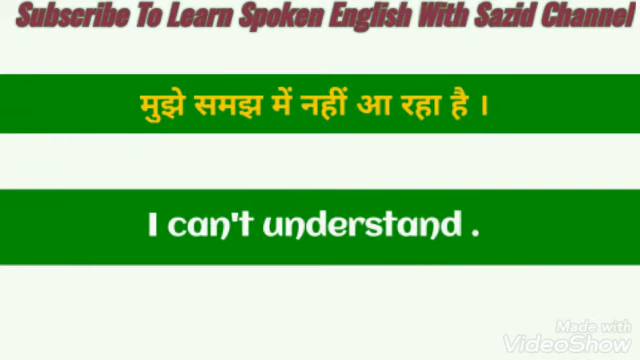 Subscribe To Learn Spoken English With Sazid Channel
मुझे समझ में नहीं आ रहा है ।
I can't understand .
Made with
VideoShow